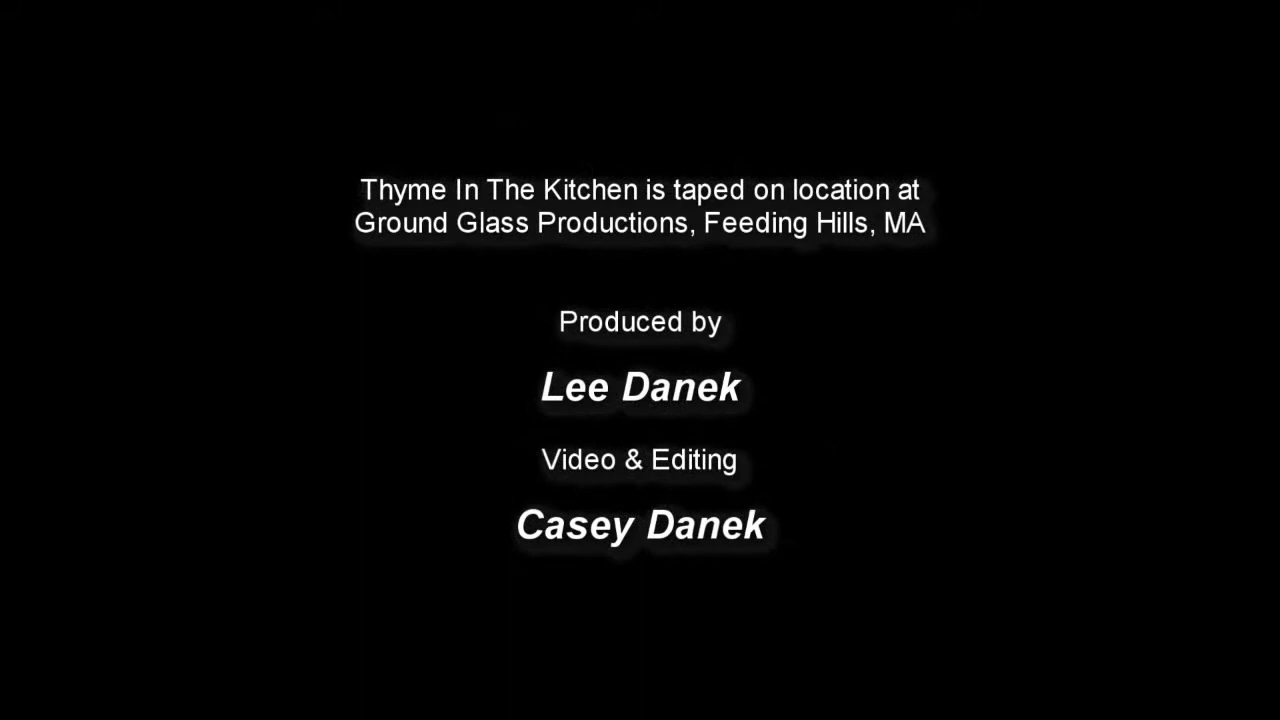 Thyme In The Kitchen is taped on location at
Ground Glass Productions, Feeding Hills, MA
Produced by
Lee Danek
Video & Editing
Casey Danek